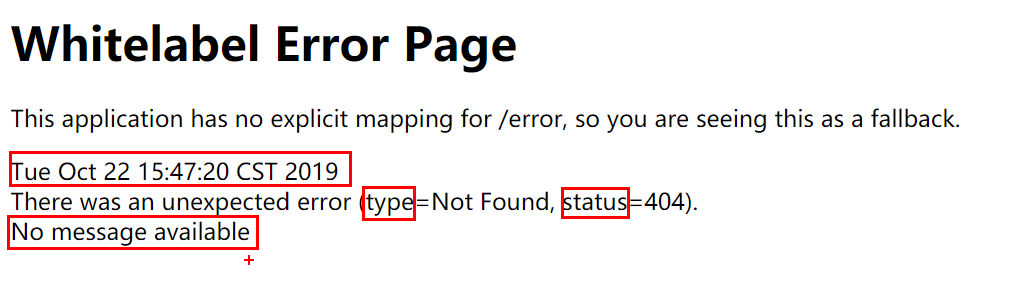 Whitelabel Error Page
This application has no explicit mapping for /error, so you are seeing this as a fallback.
Tue Oct 22 15:47:20 CST 2019
There was an unexpected error (type=Not Found, status=404).
No message available